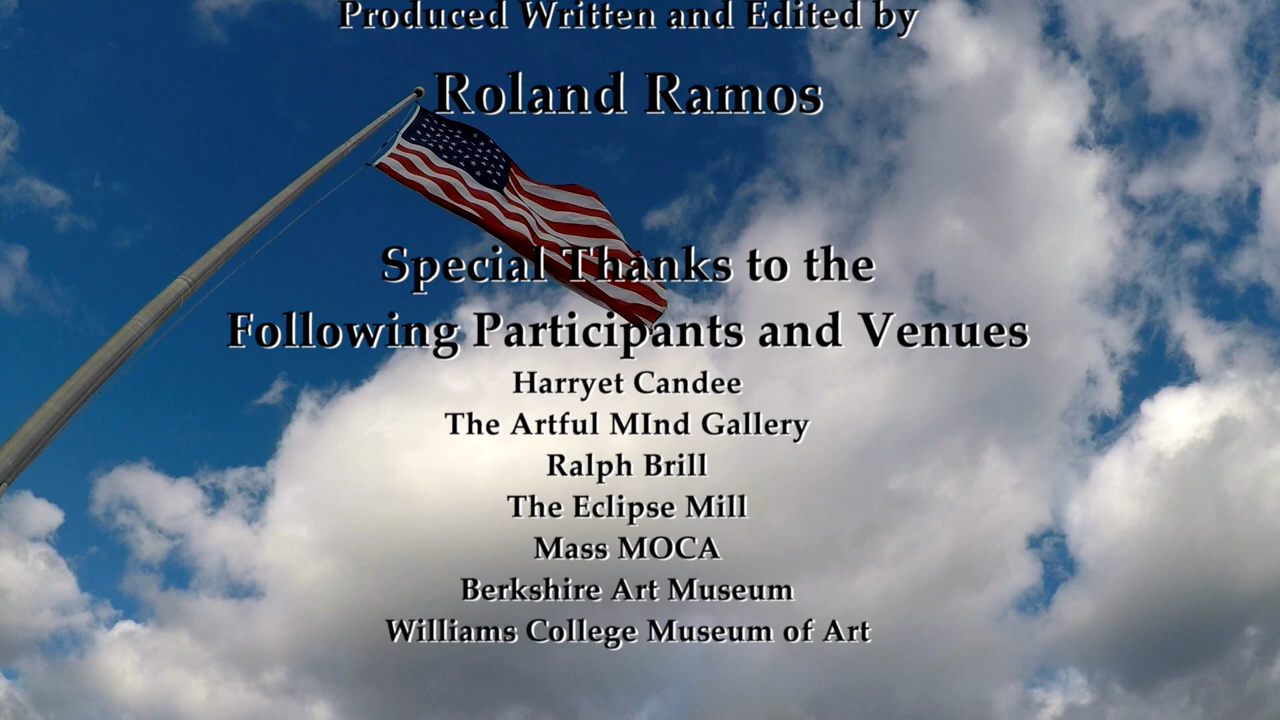 Produced Written and Edited by
Roland Ramos
Special Thanks to the
Following Participants and Venues
Harryet Candee
The Artful MInd Gallery
Ralph Brill
The Eclipse Mill
Mass MOCA
Berkshire Art Museum
Williams College Museum of Art